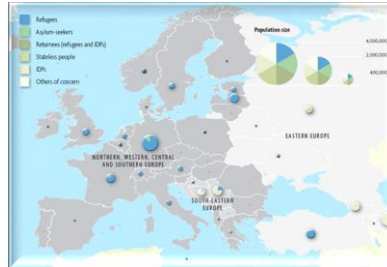 Refugees
Asylum-seekers
Returnees (refugees and IDPs)
Stateless people
IDPs
Others of concern
Population size
4,000,000
2,000,000
400,000
EASTERN EUROPE
NORTHERN, WESTERN, CENTRAL
AND SOUTHERN EUROPE
SOUTH-EASTERN
EUROPE